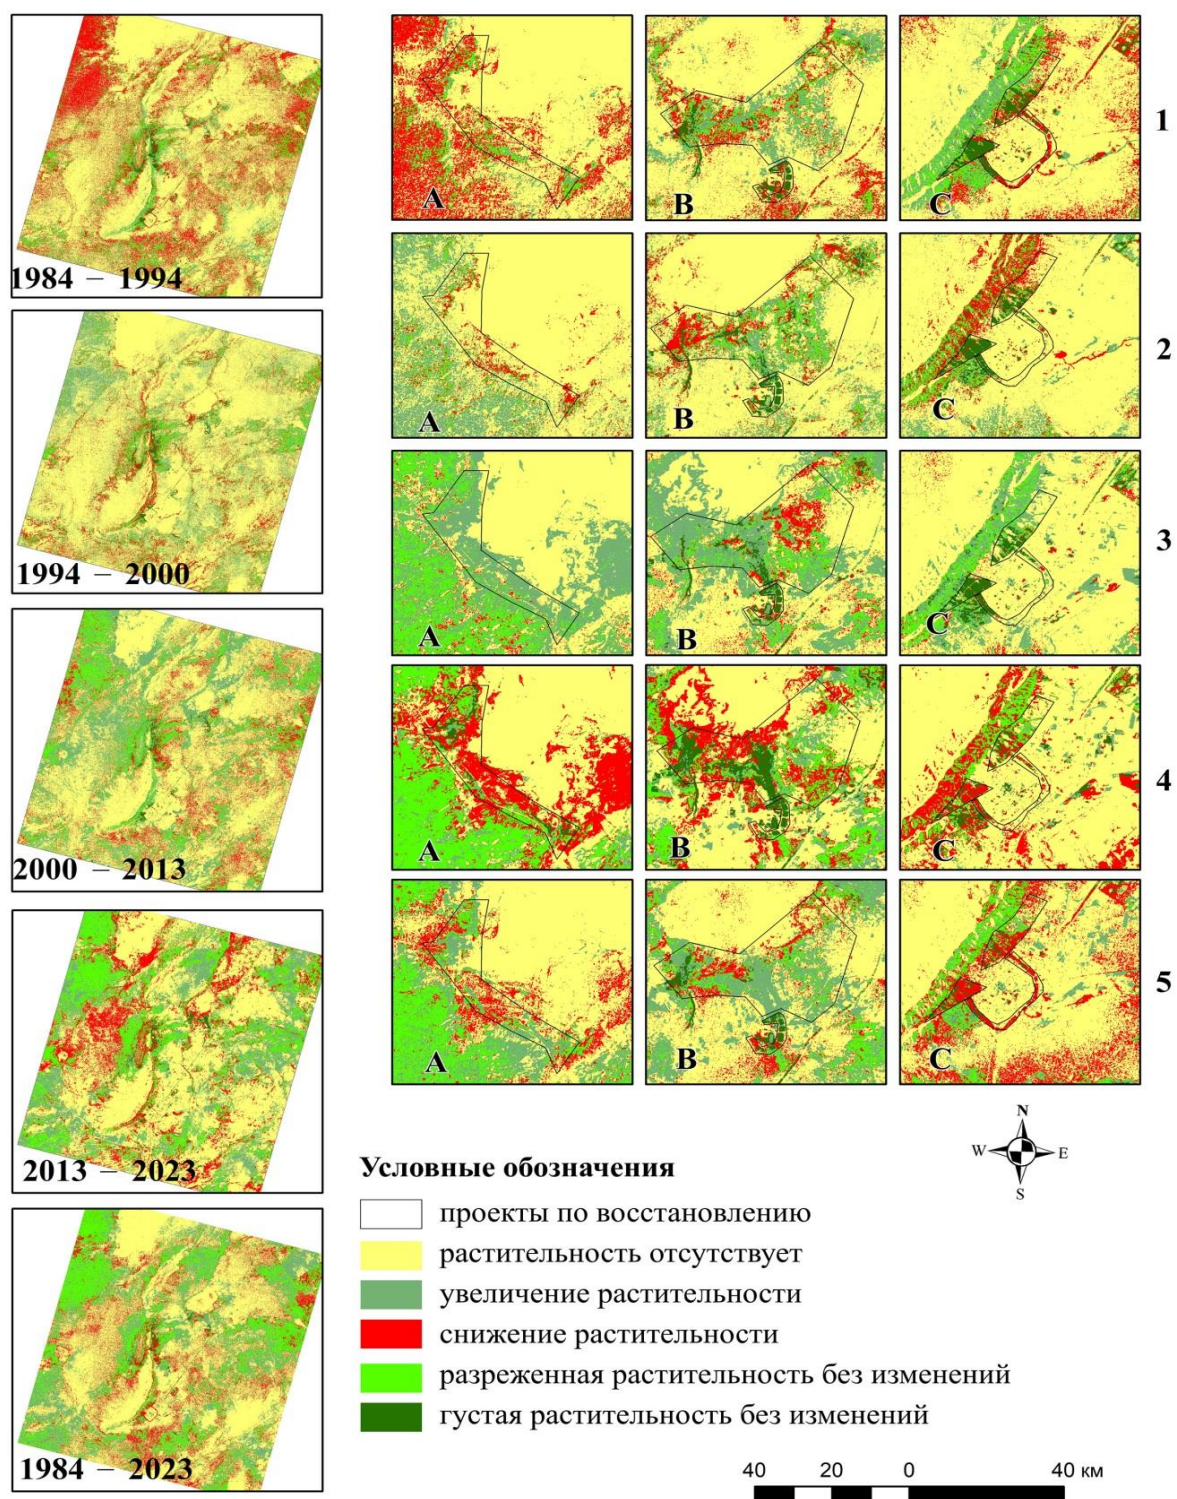 1984 – 1994
1994 – 2000
2000 – 2013
2013 – 2023
1984 – 2023
A B C 1
A B C 2
A B C 3
A B C 4
A B C 5
N
W E
S
Условные обозначения
проекты по восстановлению
растительность отсутствует
увеличение растительности
снижение растительности
разреженная растительность без изменений
густая растительность без изменений
40 20 0 40 км